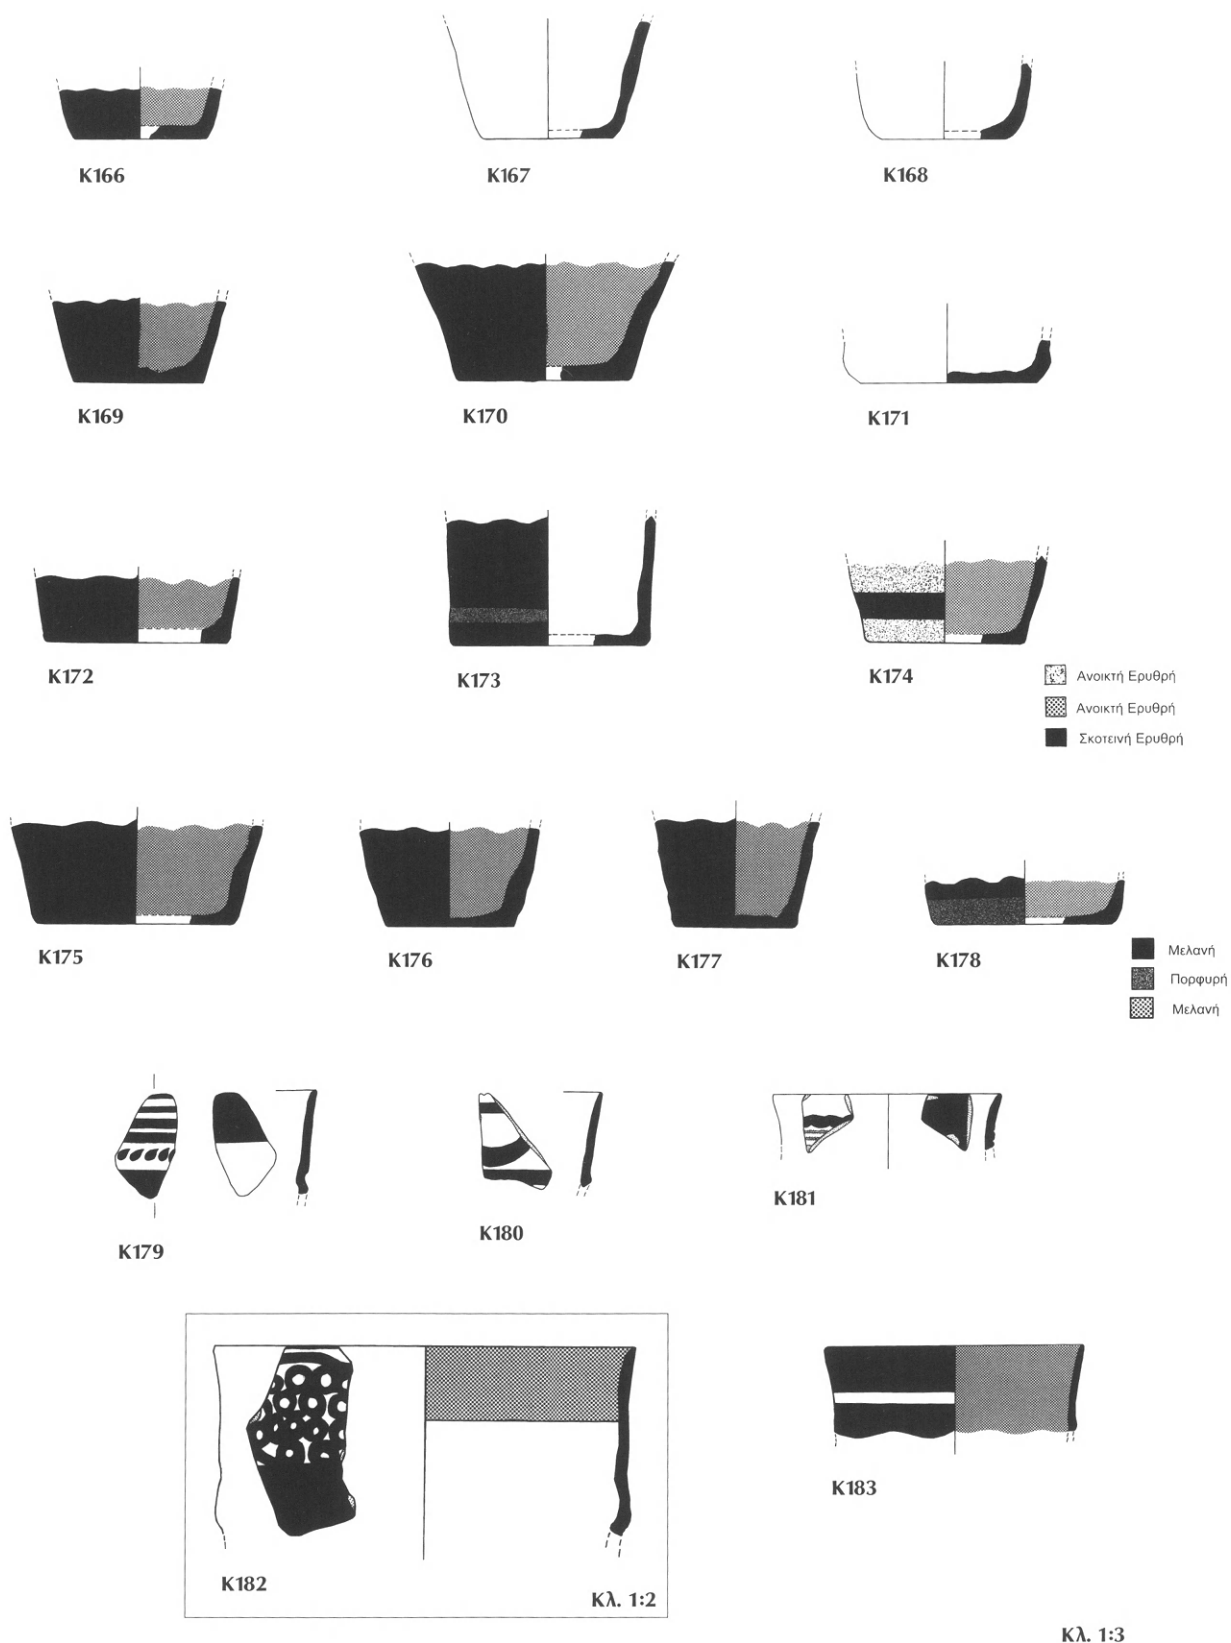 K166
K167
K168
K169
K170
K171
K172
K173
K174
Ανοικτή Ερυθρή
Ανοικτή Ερυθρή
Σκοτεινή Ερυθρή
K175
K176
K177
K178
Μελανή
Πορφυρή
Μελανή
K179
K180
K181
K182
Κλ. 1:2
K183
Κλ. 1:3